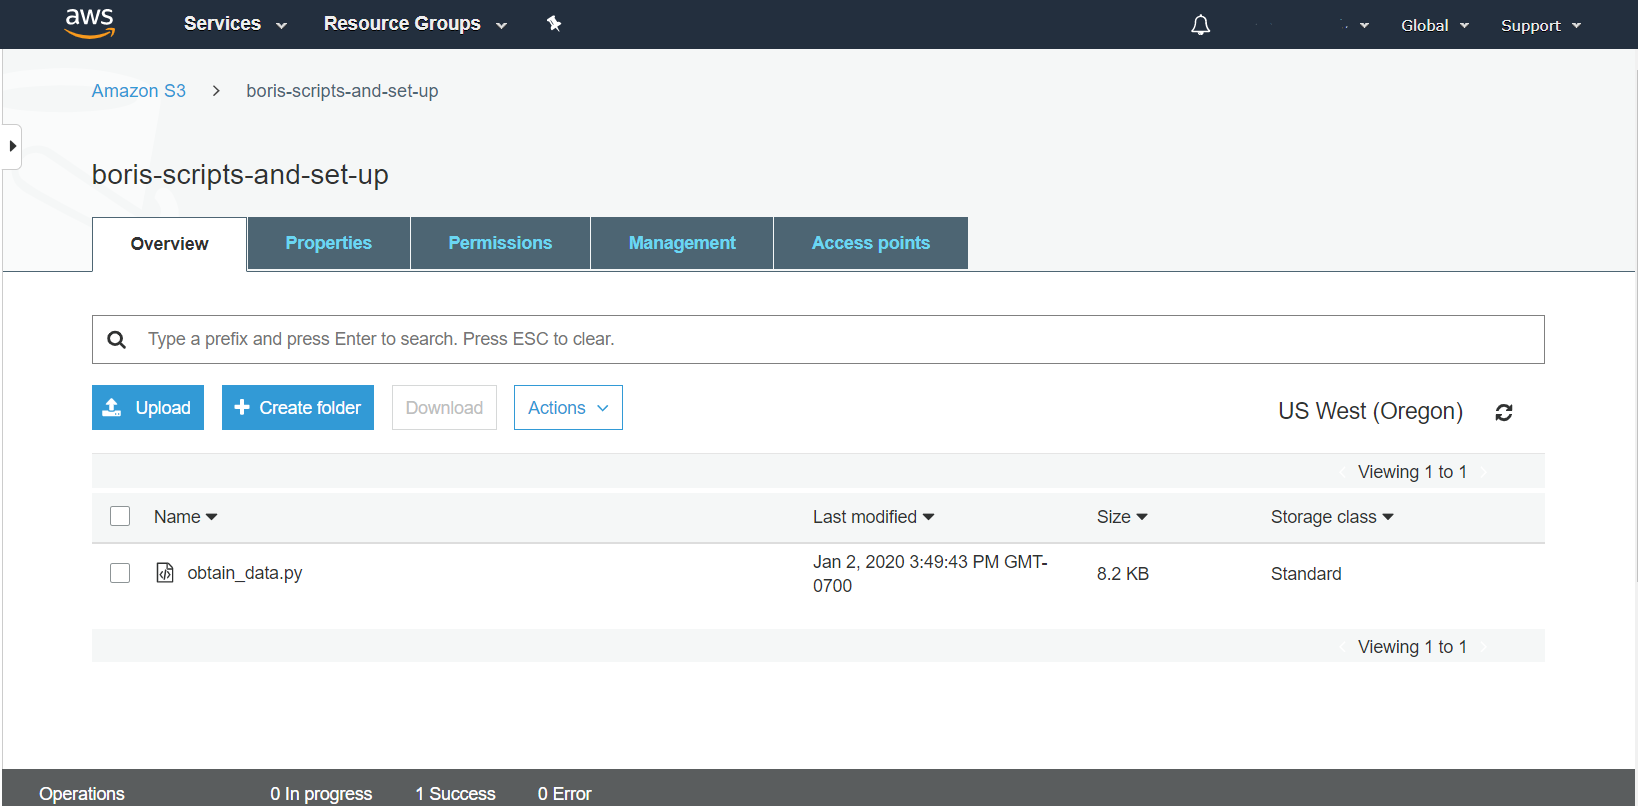 aws Services Resource Groups Global Support
Amazon S3 > boris-scripts-and-set-up
boris-scripts-and-set-up
Overview Properties Permissions Management Access points
Type a prefix and press Enter to search. Press ESC to clear.
Upload Create folder Download Actions US West (Oregon)
Viewing 1 to 1
Name Last modified Size Storage class
obtain_data.py Jan 2, 2020 3:49:43 PM GMT- 8.2 KB Standard
0700
Viewing 1 to 1
Operations 0 In progress 1 Success 0 Error